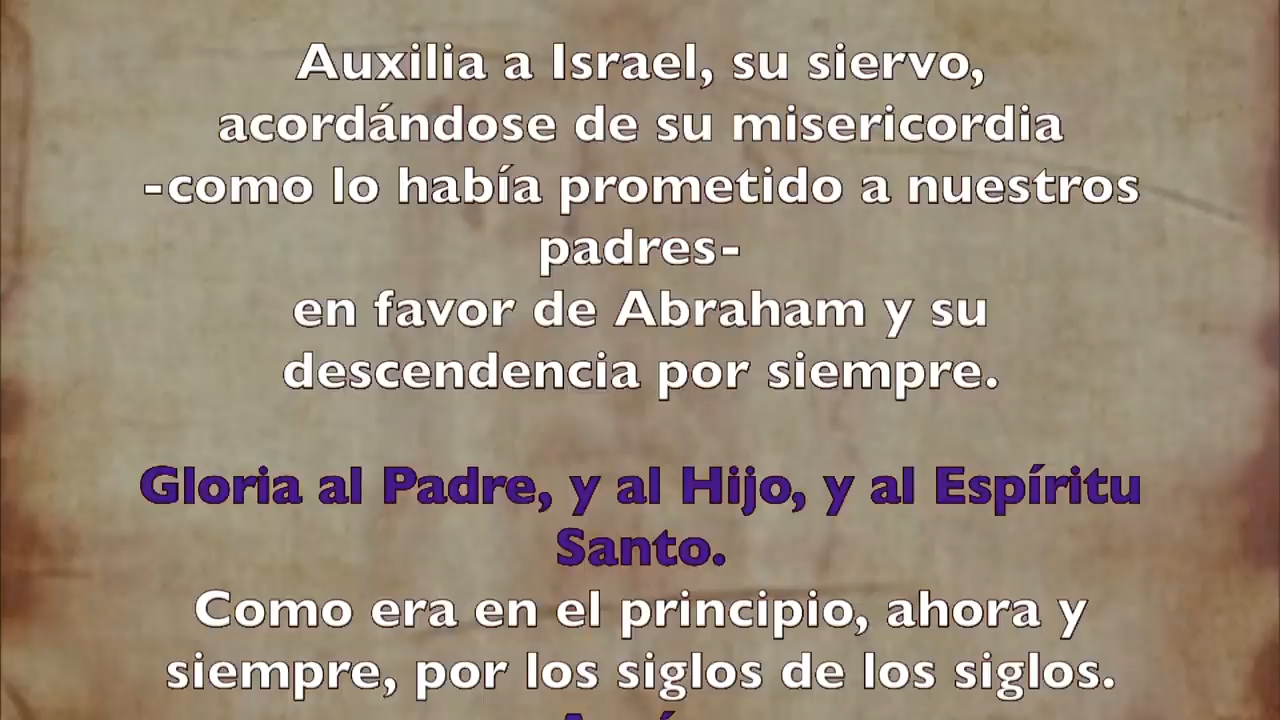 Auxilia a Israel, su siervo,
acordándose de su misericordia
-como lo había prometido a nuestros
padres-
en favor de Abraham y su
descendencia por siempre.
Gloria al Padre, y al Hijo, y al Espíritu
Santo.
Como era en el principio, ahora y
siempre, por los siglos de los siglos.